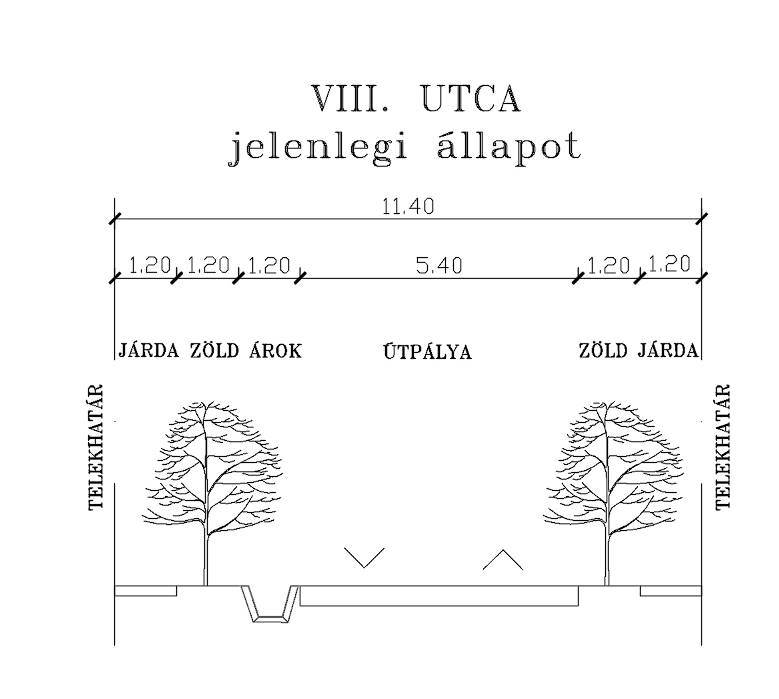 VIII. UTCA
jelenlegi állapot
11.40
1.20 1.20 1.20 5.40 1.20 1.20
JÁRDA ZÖLD ÁROK ÚTPÁLYA ZÖLD JÁRDA
TELEKHATÁR
TELEKHATÁR